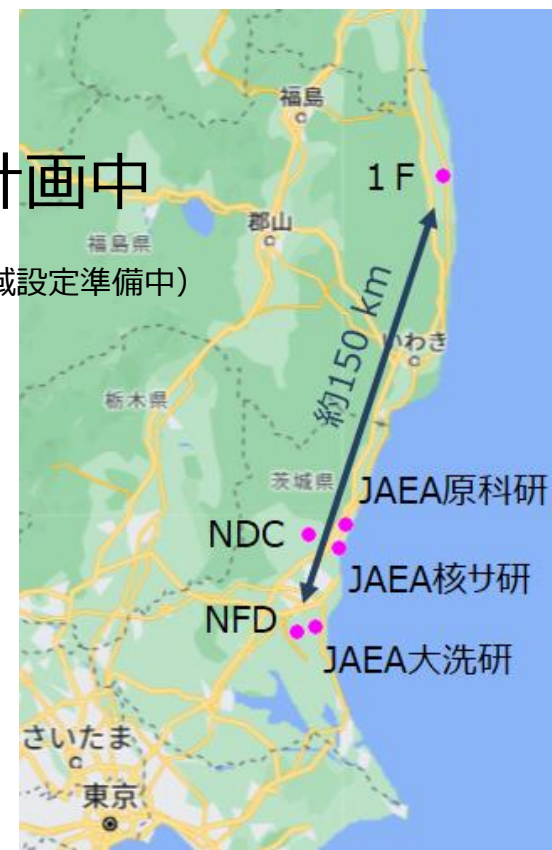 福島
計画中
1F
郡山
福島県
域設定準備中）
いわき
約150 km
栃木県
茨城県
JAEA原科研
NDC
JAEA核サ研
NFD
JAEA大洗研
さいたま
東京